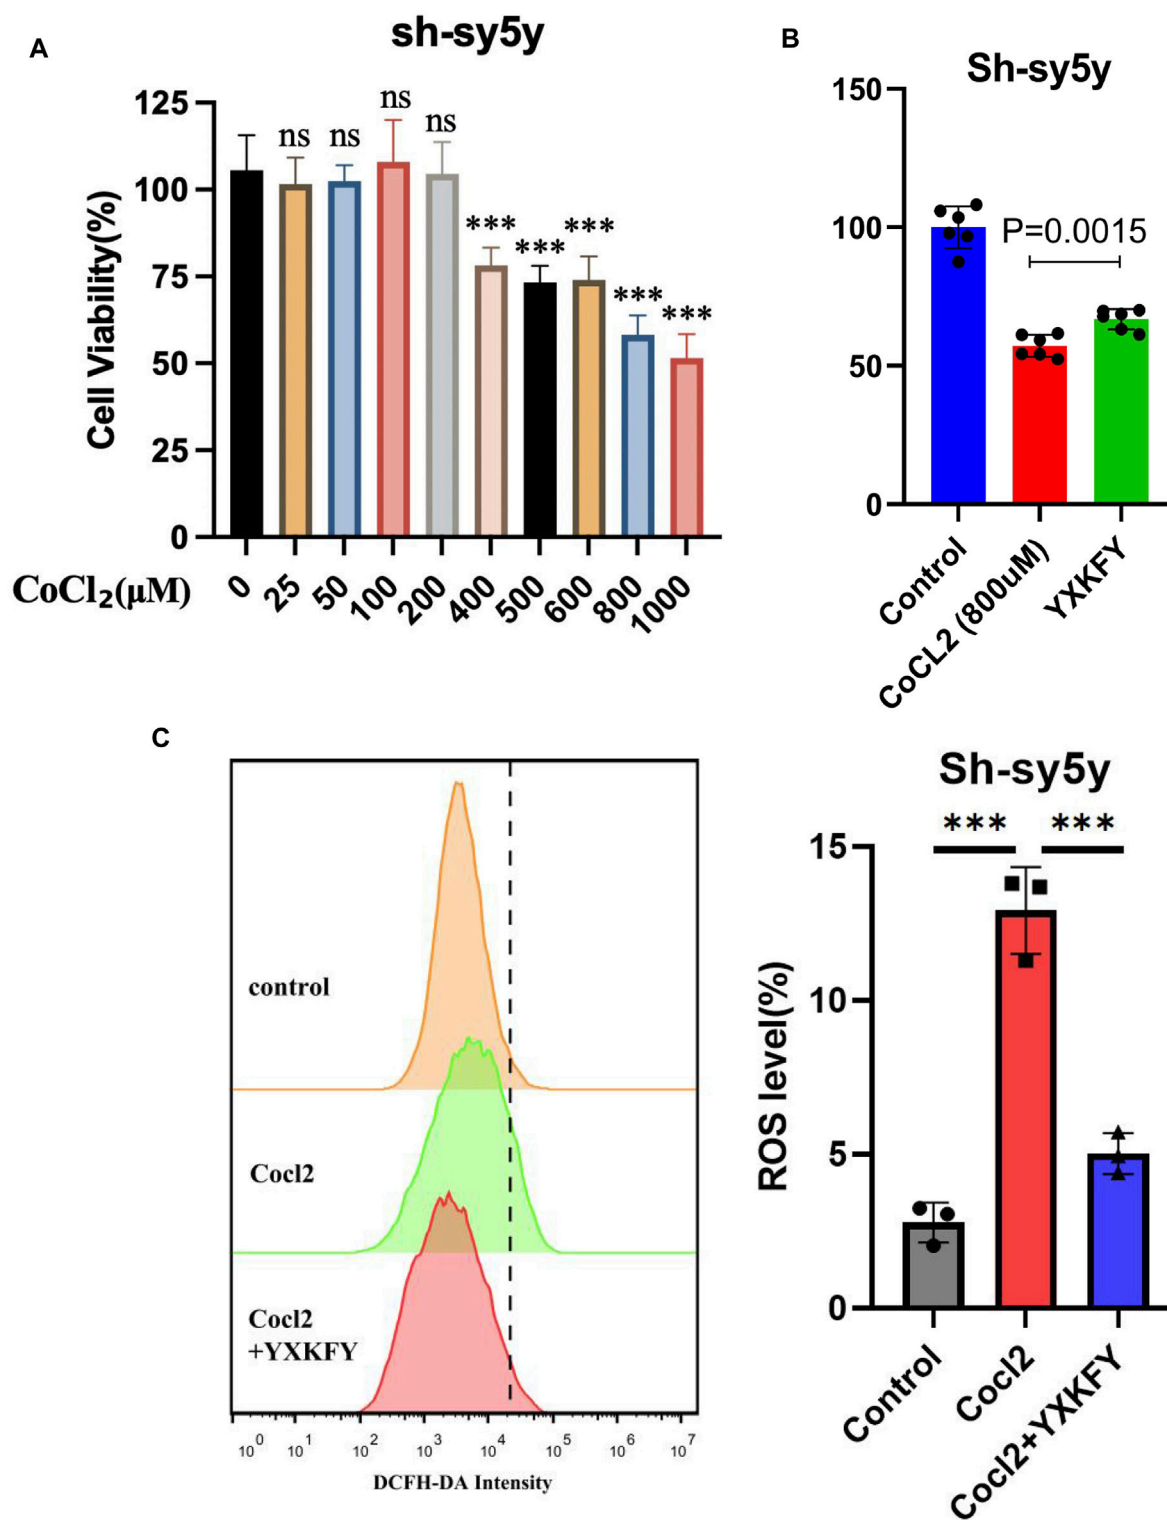 A
sh-sy5y
125
100
75
50
25
0
Cell Viability(%)
ns
ns
ns
ns
***
***
***
***
***
CoCl₂(μM)
0
25
50
100
200
400
500
600
800
1000
B
Sh-sy5y
150
100
50
0
P=0.0015
Control
CoCL2 (800uM)
YXKFY
C
control
Cocl2
Cocl2
+YXKFY
10⁰ 10¹ 10² 10³ 10⁴ 10⁵ 10⁶ 10⁷
DCFH-DA Intensity
Sh-sy5y
*** ***
15
10
5
0
ROS level(%)
Control
Cocl2
Cocl2+YXKFY